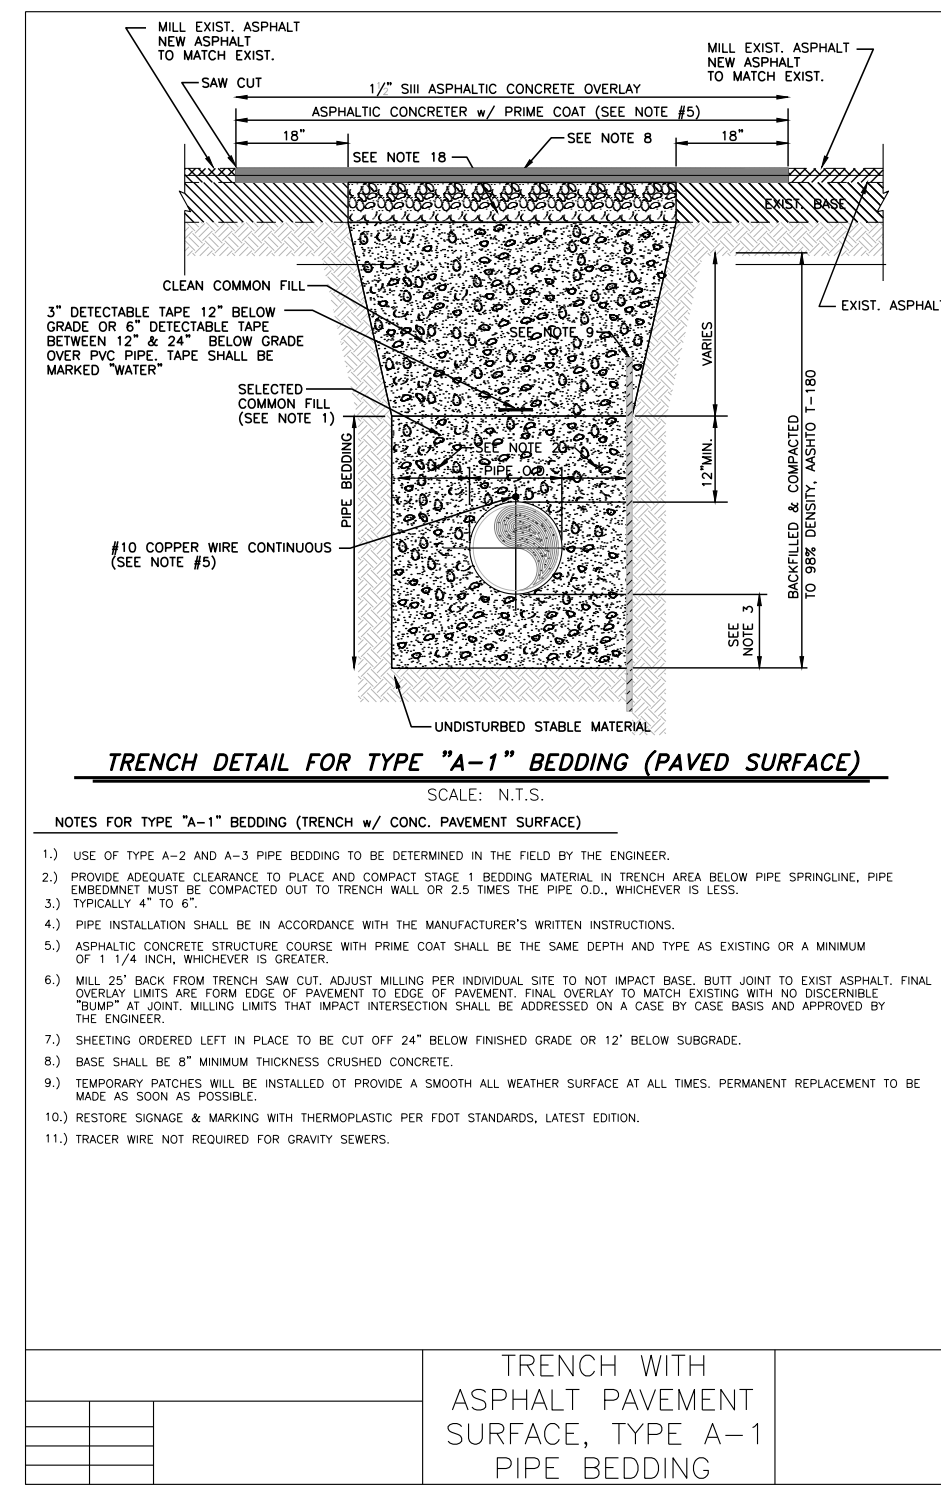 MILL EXIST. ASPHALT
NEW ASPHALT
TO MATCH EXIST.
SAW CUT
MILL EXIST. ASPHALT
NEW ASPHALT
TO MATCH EXIST.
1½" SIII ASPHALTIC CONCRETE OVERLAY
ASPHALTIC CONCRETER w/ PRIME COAT (SEE NOTE #5)
18"
SEE NOTE 8
18"
SEE NOTE 18
EXIST. BASE
CLEAN COMMON FILL
EXIST. ASPHALT
3" DETECTABLE TAPE 12" BELOW
GRADE OR 6" DETECTABLE TAPE
BETWEEN 12" & 24" BELOW GRADE
OVER PVC PIPE. TAPE SHALL BE
MARKED "WATER"
SEE NOTE 9
VARIES
SELECTED
COMMON FILL
(SEE NOTE 1)
BACKFILLED & COMPACTED
TO 98% DENSITY, AASHTO T-180
PIPE BEDDING
SEE NOTE 2
PIPE O.D.
12"MIN.
#10 COPPER WIRE CONTINUOUS
(SEE NOTE #5)
SEE
NOTE 3
UNDISTURBED STABLE MATERIAL
TRENCH DETAIL FOR TYPE "A-1" BEDDING (PAVED SURFACE)
SCALE: N.T.S.
NOTES FOR TYPE "A-1" BEDDING (TRENCH w/ CONC. PAVEMENT SURFACE)
1.) USE OF TYPE A-2 AND A-3 PIPE BEDDING TO BE DETERMINED IN THE FIELD BY THE ENGINEER.
2.) PROVIDE ADEQUATE CLEARANCE TO PLACE AND COMPACT STAGE 1 BEDDING MATERIAL IN TRENCH AREA BELOW PIPE SPRINGLINE, PIPE
EMBEDMNET MUST BE COMPACTED OUT TO TRENCH WALL OR 2.5 TIMES THE PIPE O.D., WHICHEVER IS LESS.
3.) TYPICALLY 4" TO 6".
4.) PIPE INSTALLATION SHALL BE IN ACCORDANCE WITH THE MANUFACTURER'S WRITTEN INSTRUCTIONS.
5.) ASPHALTIC CONCRETE STRUCTURE COURSE WITH PRIME COAT SHALL BE THE SAME DEPTH AND TYPE AS EXISTING OR A MINIMUM
OF 1 1/4 INCH, WHICHEVER IS GREATER.
6.) MILL 25' BACK FROM TRENCH SAW CUT. ADJUST MILLING PER INDIVIDUAL SITE TO NOT IMPACT BASE. BUTT JOINT TO EXIST ASPHALT. FINAL
OVERLAY LIMITS ARE FORM EDGE OF PAVEMENT TO EDGE OF PAVEMENT. FINAL OVERLAY TO MATCH EXISTING WITH NO DISCERNIBLE
"BUMP" AT JOINT. MILLING LIMITS THAT IMPACT INTERSECTION SHALL BE ADDRESSED ON A CASE BY CASE BASIS AND APPROVED BY
THE ENGINEER.
7.) SHEETING ORDERED LEFT IN PLACE TO BE CUT OFF 24" BELOW FINISHED GRADE OR 12' BELOW SUBGRADE.
8.) BASE SHALL BE 8" MINIMUM THICKNESS CRUSHED CONCRETE.
9.) TEMPORARY PATCHES WILL BE INSTALLED OT PROVIDE A SMOOTH ALL WEATHER SURFACE AT ALL TIMES. PERMANENT REPLACEMENT TO BE
MADE AS SOON AS POSSIBLE.
10.) RESTORE SIGNAGE & MARKING WITH THERMOPLASTIC PER FDOT STANDARDS, LATEST EDITION.
11.) TRACER WIRE NOT REQUIRED FOR GRAVITY SEWERS.
TRENCH WITH
ASPHALT PAVEMENT
SURFACE, TYPE A-1
PIPE BEDDING